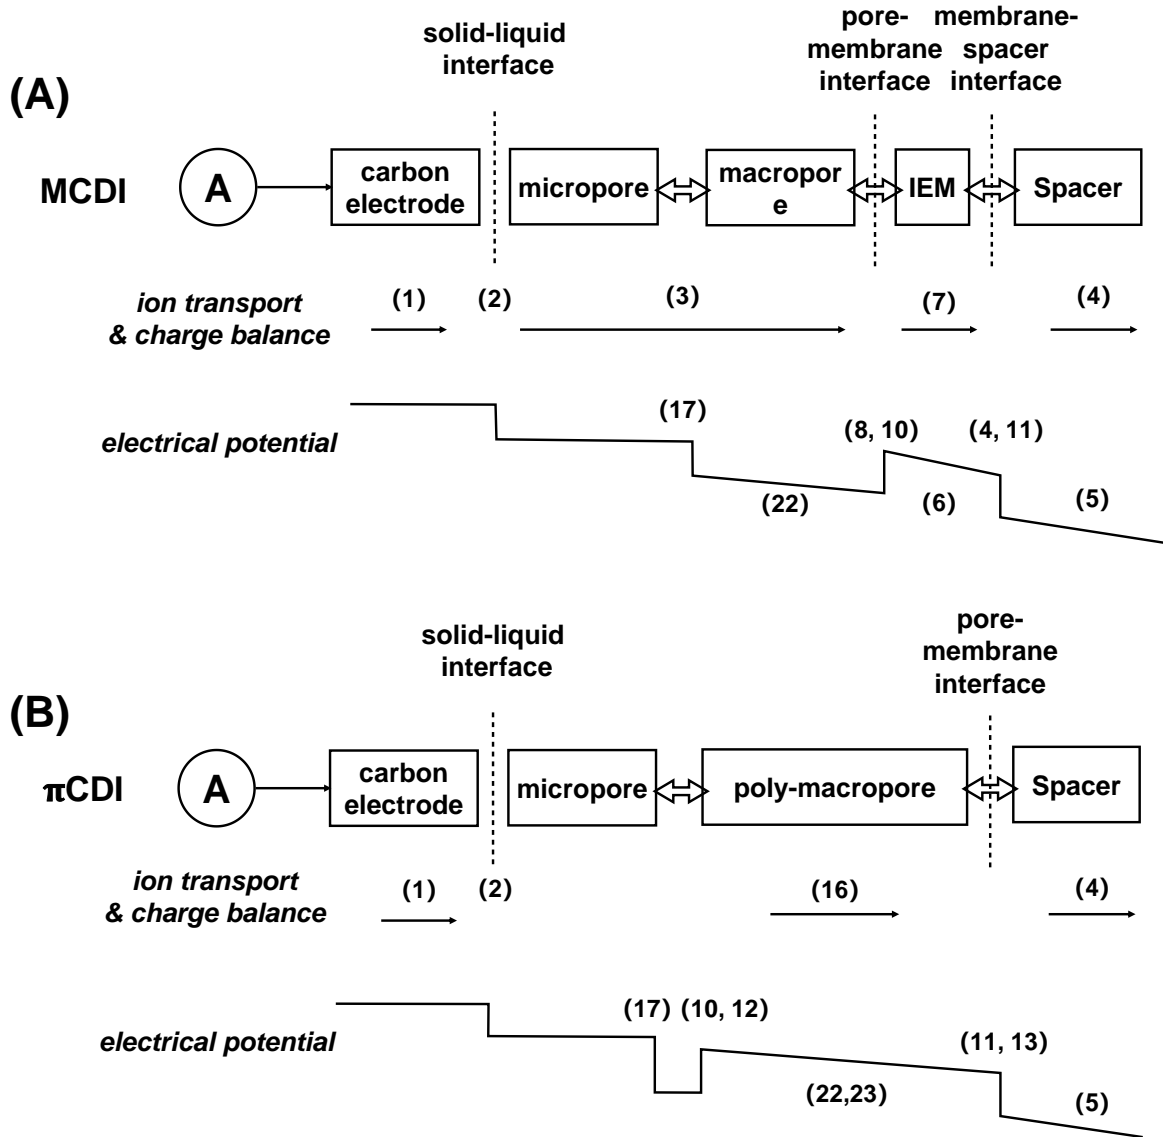 solid-liquid
interface
pore-
membrane
interface
membrane-
spacer
interface
(A)
MCDI
A
carbon
electrode
micropore
macropor
e
IEM
Spacer
ion transport
& charge balance
(1)
(2)
(3)
(7)
(4)
electrical potential
(17)
(22)
(8, 10)
(6)
(4, 11)
(5)
solid-liquid
interface
pore-
membrane
interface
(B)
πCDI
A
carbon
electrode
micropore
poly-macropore
Spacer
ion transport
& charge balance
(1)
(2)
(16)
(4)
electrical potential
(17)
(10, 12)
(22,23)
(11, 13)
(5)